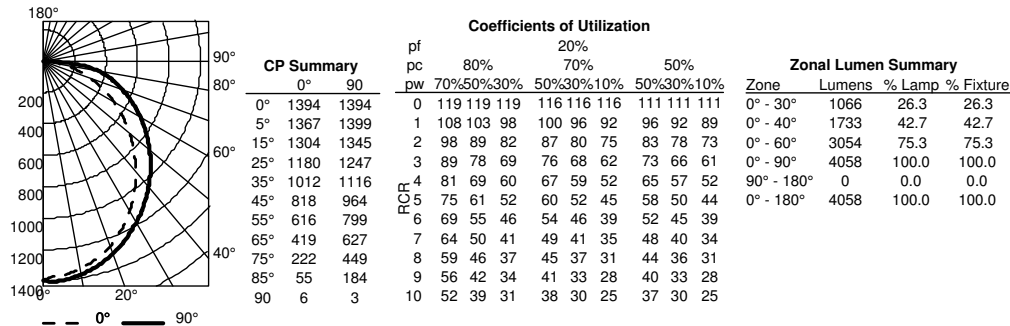 180°
90°
80°
60°
40°
200
400
600
800
1000
1200
1400
0°
20°
0° 90°
CP Summary
0° 90
0° 1394 1394
5° 1367 1399
15° 1304 1345
25° 1180 1247
35° 1012 1116
45° 818 964
55° 616 799
65° 419 627
75° 222 449
85° 55 184
90 6 3
Coefficients of Utilization
pf 20%
pc 80% 70% 50%
pw 70%50%30% 50%30%10% 50%30%10%
RCR
0 119 119 119 116 116 116 111 111 111
1 108 103 98 100 96 92 96 92 89
2 98 89 82 87 80 75 83 78 73
3 89 78 69 76 68 62 73 66 61
4 81 69 60 67 59 52 65 57 52
5 75 61 52 60 52 45 58 50 44
6 69 55 46 54 46 39 52 45 39
7 64 50 41 49 41 35 48 40 34
8 59 46 37 45 37 31 44 36 31
9 56 42 34 41 33 28 40 33 28
10 52 39 31 38 30 25 37 30 25
Zonal Lumen Summary
Zone Lumens % Lamp % Fixture
0° - 30° 1066 26.3 26.3
0° - 40° 1733 42.7 42.7
0° - 60° 3054 75.3 75.3
0° - 90° 4058 100.0 100.0
90° - 180° 0 0.0 0.0
0° - 180° 4058 100.0 100.0